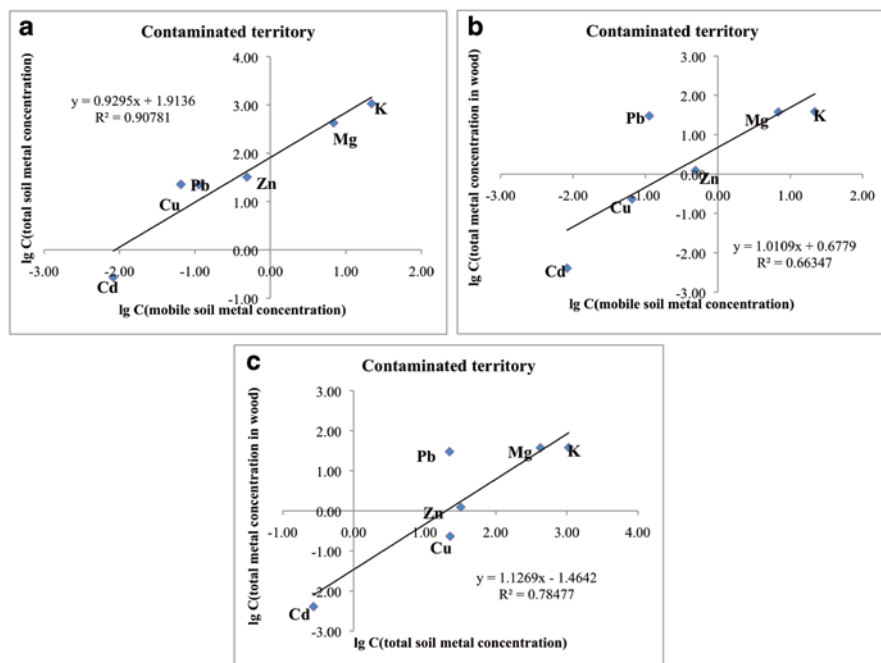 a
Contaminated territory
lg C(total soil metal concentration)
4.00
3.00
2.00
1.00
0.00
-1.00
y = 0.9295x + 1.9136
R² = 0.90781
K
Mg
Zn
Pb
Cu
Cd
-3.00 -2.00 -1.00 0.00 1.00 2.00
lg C(mobile soil metal concentration)
b
Contaminated territory
lg C(total metal concentration in wood)
3.00
2.00
1.00
0.00
-1.00
-2.00
-3.00
Pb
Mg
K
Zn
Cu
Cd
-3.00 -2.00 -1.00 0.00 1.00 2.00
y = 1.0109x + 0.6779
R² = 0.66347
lg C(mobile soil metal concentration)
c
Contaminated territory
lg C(total metal concentration in wood)
3.00
2.00
1.00
0.00
-1.00
-2.00
-3.00
Pb
Mg
K
Zn
Cu
Cd
-1.00 0.00 1.00 2.00 3.00 4.00
y = 1.1269x - 1.4642
R² = 0.78477
lg C(total soil metal concentration)